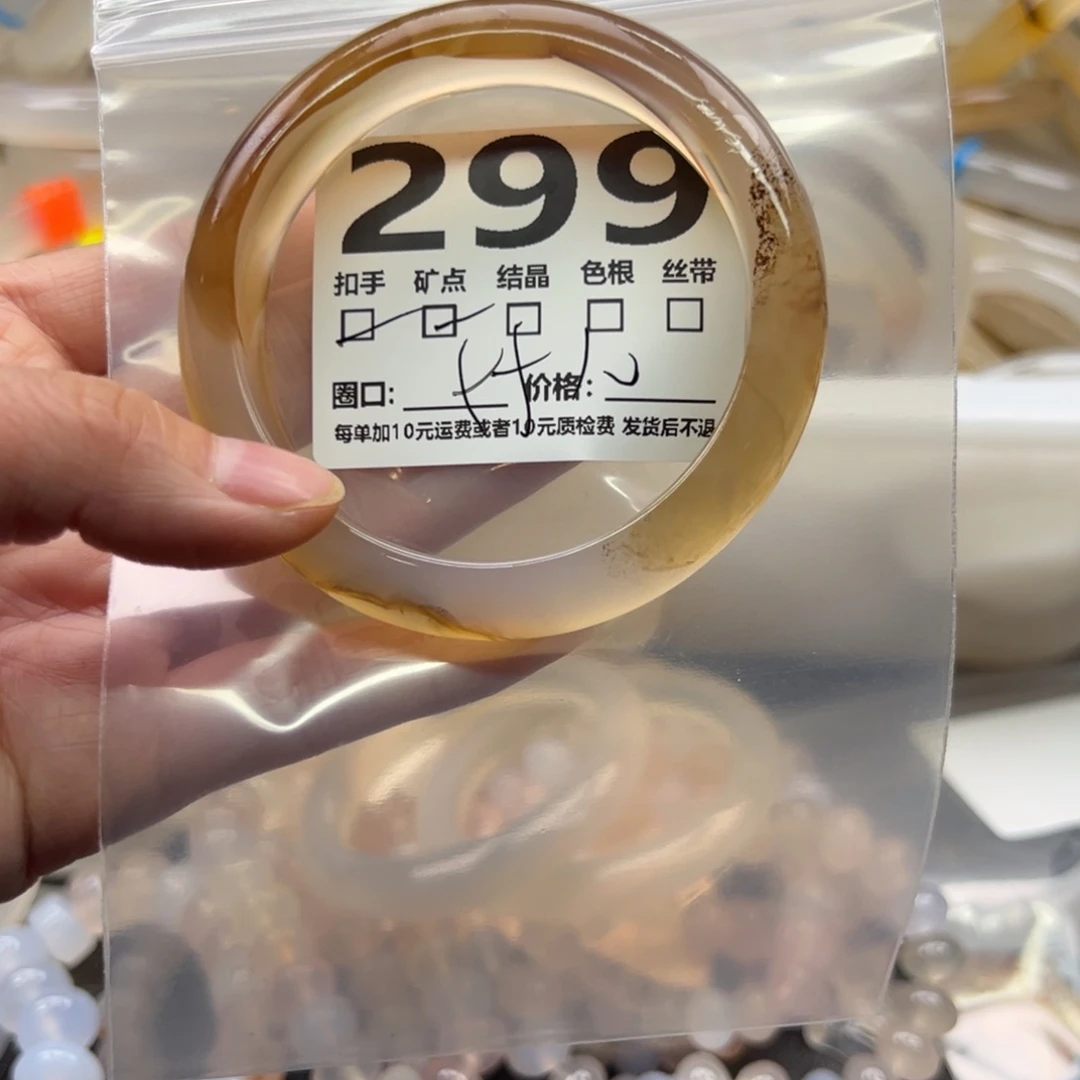 299
扣手 矿点 结晶 色根 丝带
圈口: 价格:
每单加10元运费或者10元质检费 发货后不退